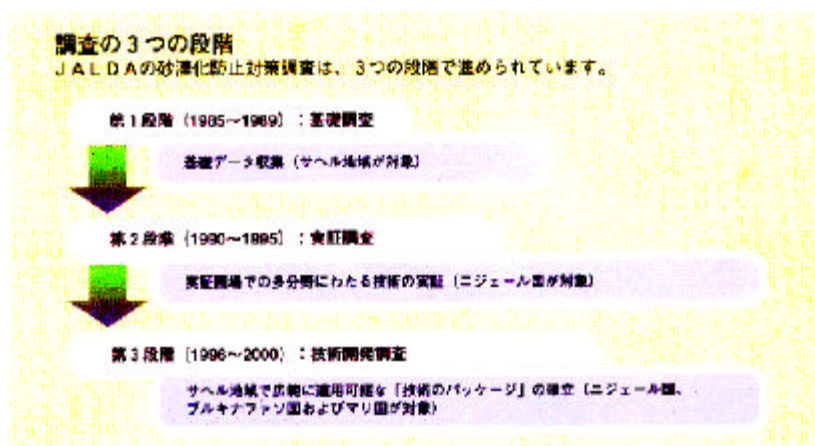 調査の3つの段階
JALDAの砂漠化防止対策調査は、3つの段階で進められています。
第1段階（1985～1989）：基礎調査
基礎データ収集（サヘル地域が対象）
第2段階（1990～1995）：実証調査
実証圃場での多分野にわたる技術の実証（ニジェール国が対象）
第3段階（1996～2000）：技術開発調査
サヘル地域で広範に適用可能な「技術のパッケージ」の確立（ニジェール国、
ブルキナファソ国およびマリ国が対象）